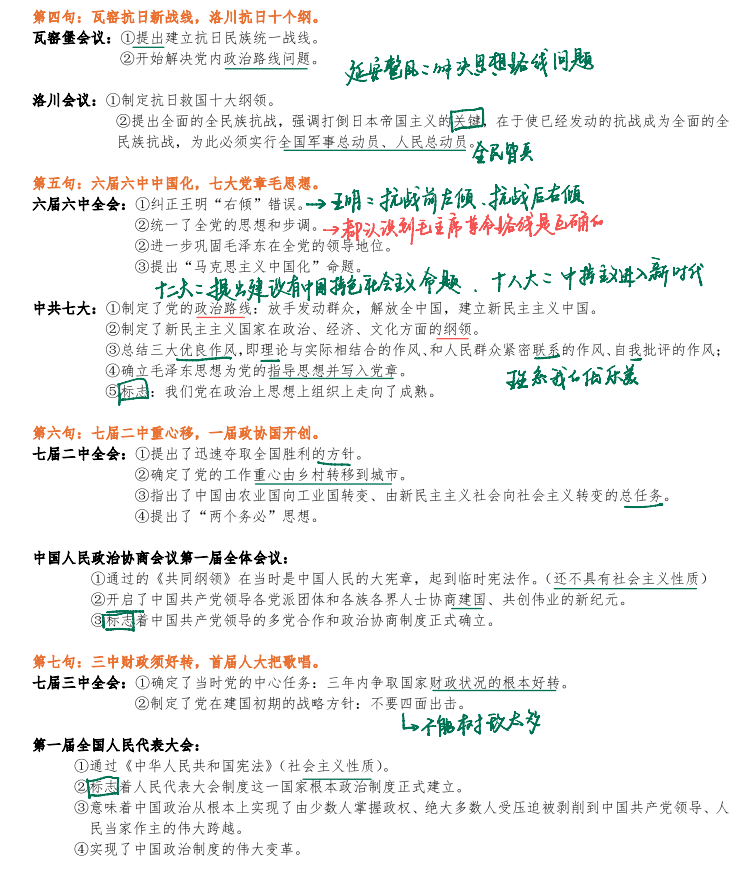 第四句：瓦窑抗日新战线，洛川抗日十个纲。
瓦窑堡会议：①提出建立抗日民族统一战线。
②开始解决党内政治路线问题。
延安整风：解决思想路线问题
洛川会议：①制定抗日救国十大纲领。
②提出全面的全民族抗战，强调打倒日本帝国主义的关键，在于使已经发动的抗战成为全面的全
民族抗战，为此必须实行全国军事总动员、人民总动员。
全民皆兵
第五句：六届六中中国化，七大党章毛思想。
六届六中全会：①纠正王明“右倾”错误。→王明：抗战前左倾、抗战后右倾
②统一了全党的思想和步调。→都认识到毛主席革命路线是正确的
②进一步巩固毛泽东在全党的领导地位。
③提出“马克思主义中国化”命题。
十二大：提出建设有中国特色社会主义命题、十八大：中特主义进入新时代
中共七大：①制定了党的政治路线：放手发动群众，解放全中国，建立新民主主义中国。
②制定了新民主主义国家在政治、经济、文化方面的纲领。
③总结三大优良作风，即理论与实际相结合的作风、和人民群众紧密联系的作风、自我批评的作风；
④确立毛泽东思想为党的指导思想并写入党章。
理系我
⑤标志：我们党在政治上思想上组织上走向了成熟。
第六句：七届二中重心移，一届政协国开创。
七届二中全会：①提出了迅速夺取全国胜利的方针。
②确定了党的工作重心由乡村转移到城市。
③指出了中国由农业国向工业国转变、由新民主主义社会向社会主义转变的总任务。
④提出了“两个务必”思想。
中国人民政治协商会议第一届全体会议：
①通过的《共同纲领》在当时是中国人民的大宪章，起到临时宪法作。（还不具有社会主义性质）
②开启了中国共产党领导各党派团体和各族各界人士协商建国、共创伟业的新纪元。
③标志着中国共产党领导的多党合作和政治协商制度正式确立。
第七句：三中财政须好转，首届人大把歌唱。
七届三中全会：①确定了当时党的中心任务：三年内争取国家财政状况的根本好转。
②制定了党在建国初期的战略方针：不要四面出击。
↳不能树敌太多
第一届全国人民代表大会：
①通过《中华人民共和国宪法》（社会主义性质）。
②标志着人民代表大会制度这一国家根本政治制度正式建立。
③意味着中国政治从根本上实现了由少数人掌握政权、绝大多数人受压迫被剥削到中国共产党领导、人
民当家作主的伟大跨越。
④实现了中国政治制度的伟大变革。